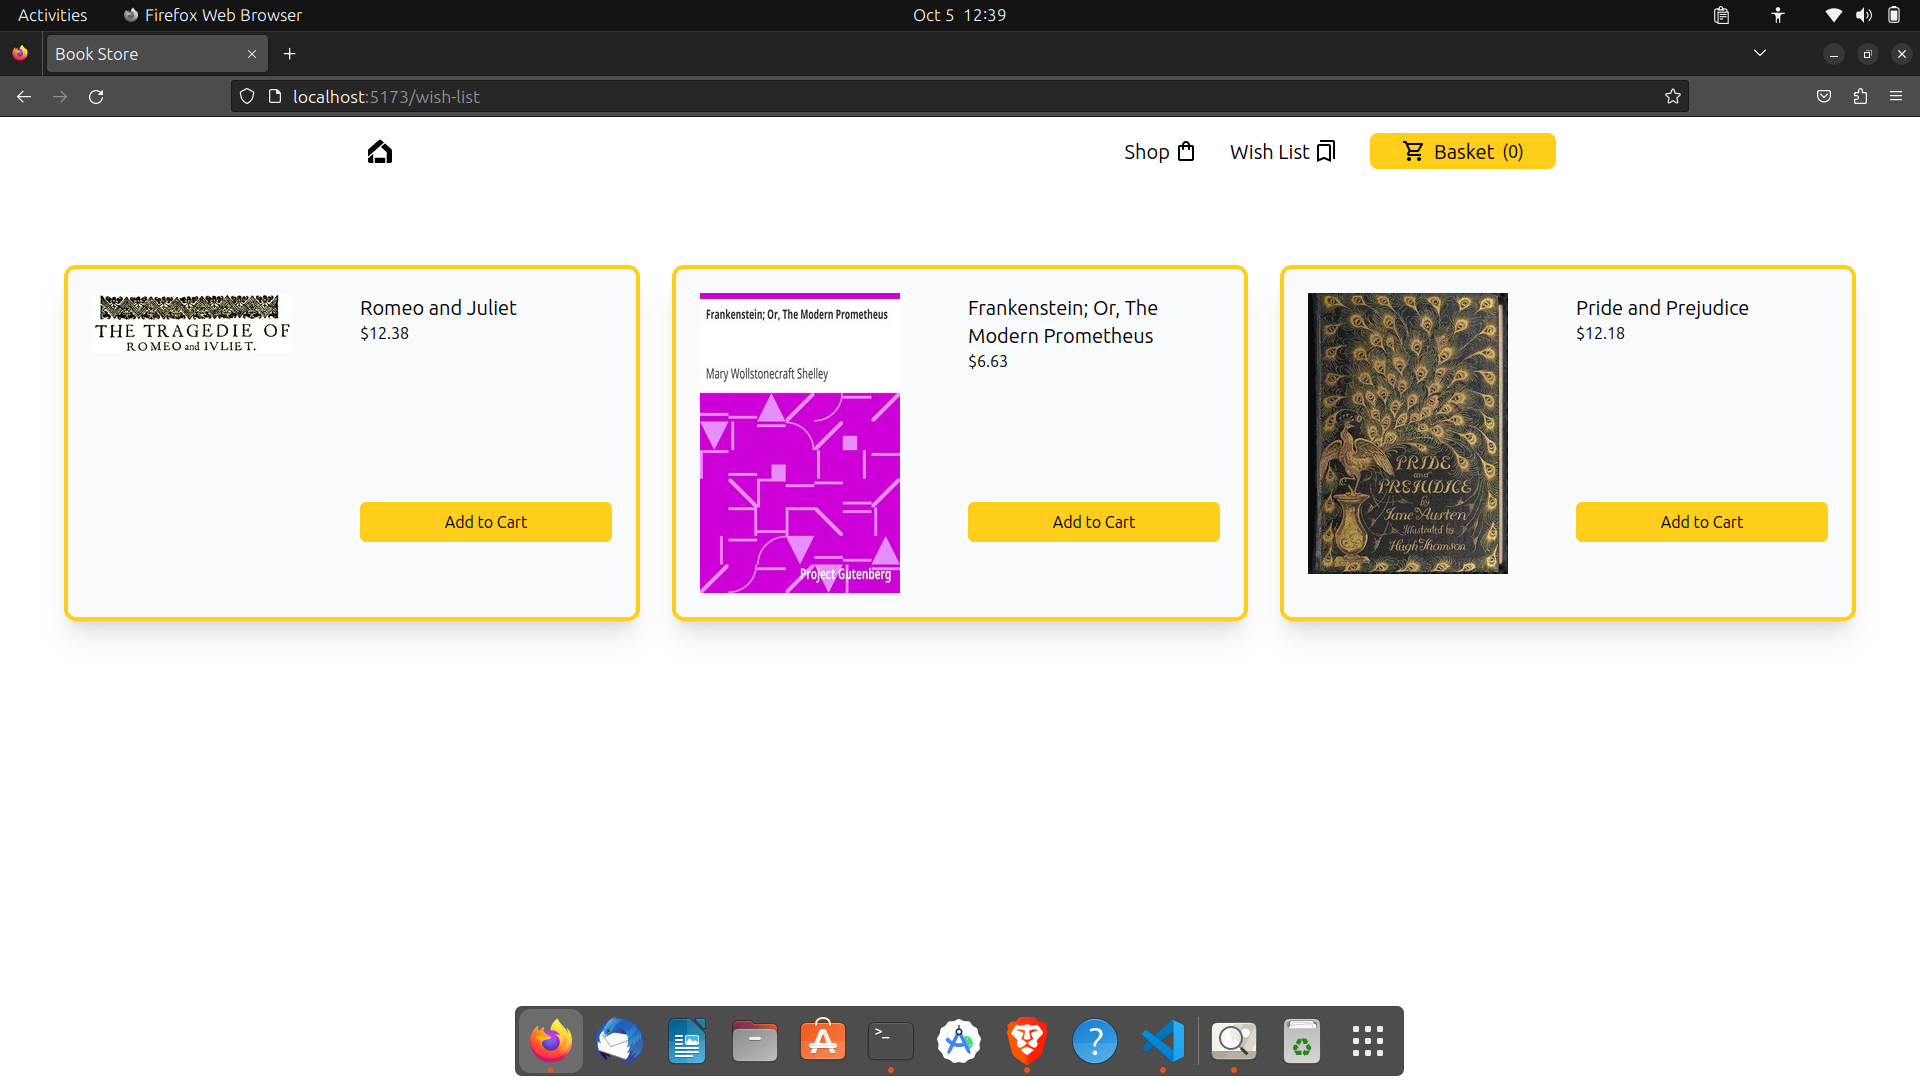 Activities Firefox Web Browser Oct 5 12:39
Book Store
localhost:5173/wish-list
Shop Wish List Basket (0)
THE TRAGEDIE OF
ROMEO and IVLIET.
Romeo and Juliet
$12.38
Add to Cart
Frankenstein; Or, The Modern Prometheus
Mary Wollstonecraft Shelley
Project Gutenberg
Frankenstein; Or, The
Modern Prometheus
$6.63
Add to Cart
PRIDE
and
PREJUDICE
by
Jane Austen
Illustrated by
Hugh Thomson
Pride and Prejudice
$12.18
Add to Cart